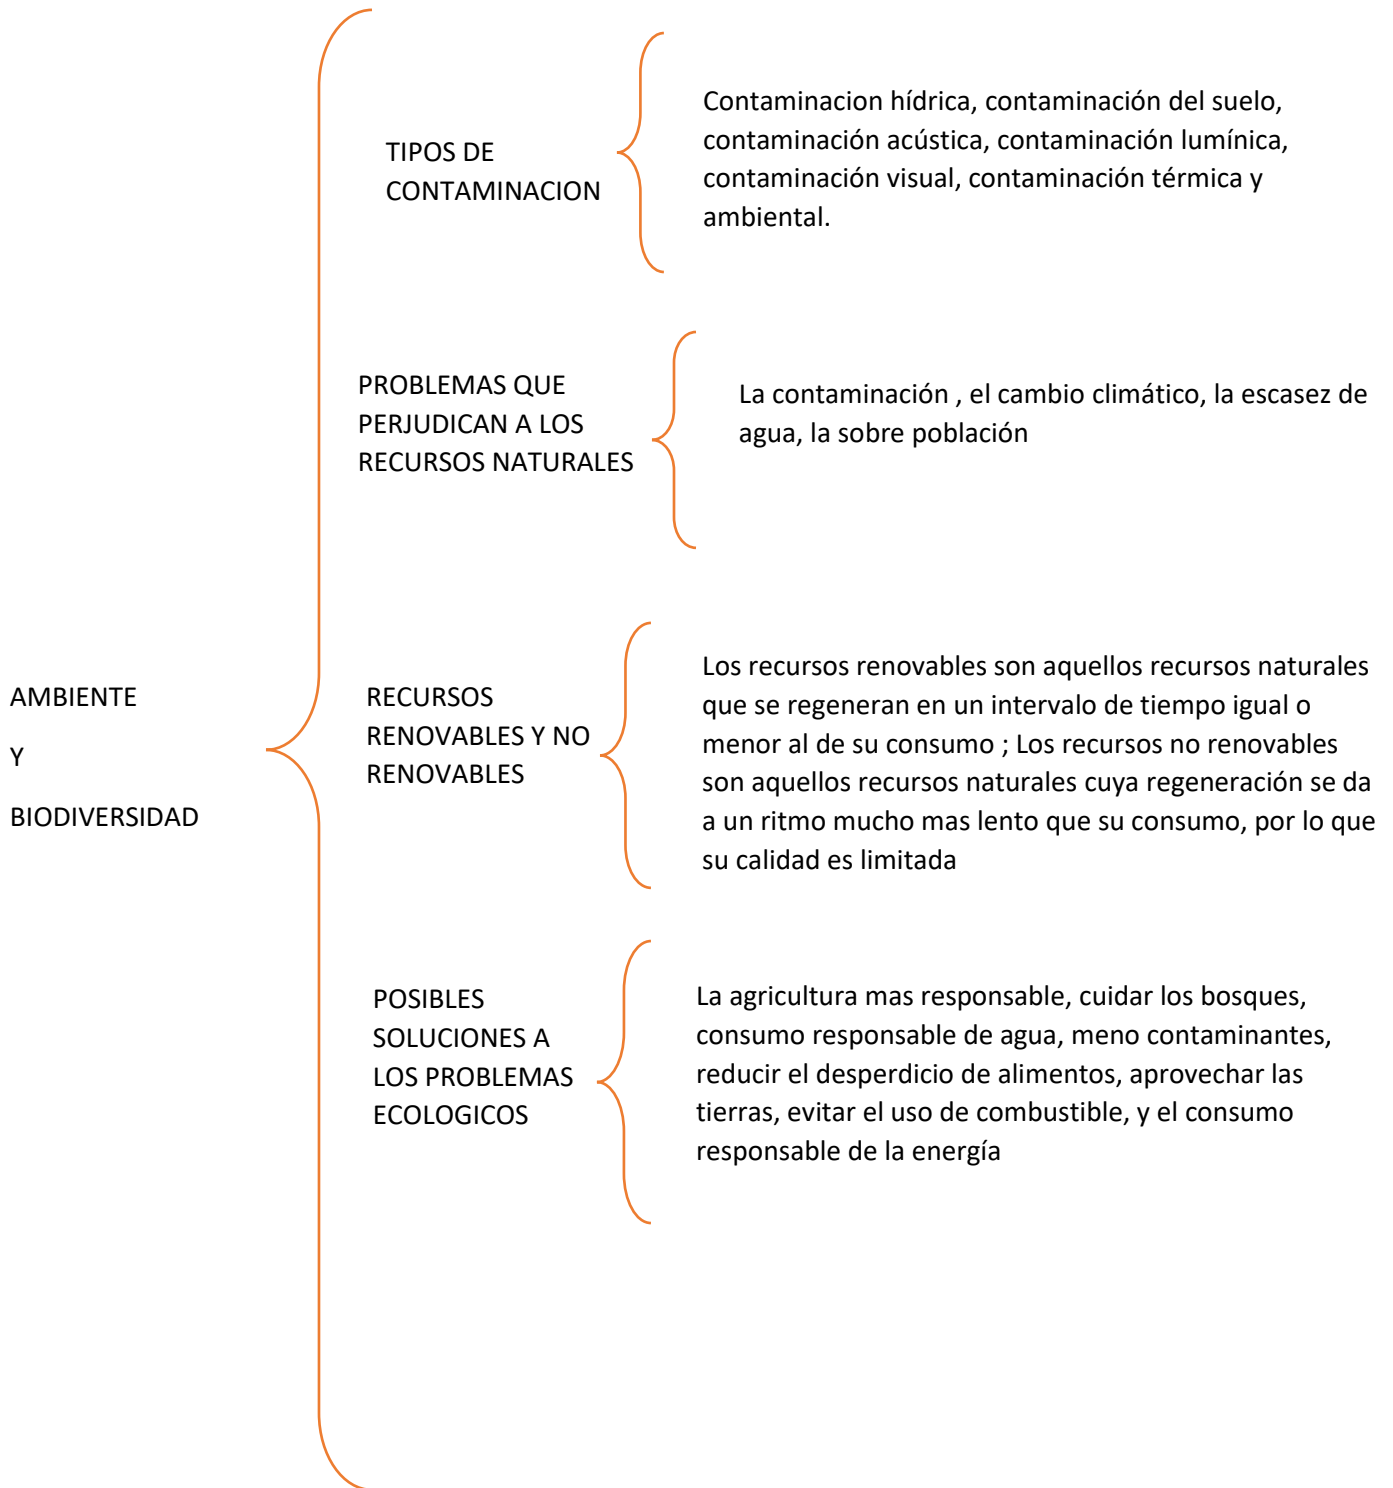 AMBIENTE
Y
BIODIVERSIDAD
TIPOS DE
CONTAMINACION
Contaminacion hídrica, contaminación del suelo,
contaminación acústica, contaminación lumínica,
contaminación visual, contaminación térmica y
ambiental.
PROBLEMAS QUE
PERJUDICAN A LOS
RECURSOS NATURALES
La contaminación , el cambio climático, la escasez de
agua, la sobre población
RECURSOS
RENOVABLES Y NO
RENOVABLES
Los recursos renovables son aquellos recursos naturales
que se regeneran en un intervalo de tiempo igual o
menor al de su consumo ; Los recursos no renovables
son aquellos recursos naturales cuya regeneración se da
a un ritmo mucho mas lento que su consumo, por lo que
su calidad es limitada
POSIBLES
SOLUCIONES A
LOS PROBLEMAS
ECOLOGICOS
La agricultura mas responsable, cuidar los bosques,
consumo responsable de agua, meno contaminantes,
reducir el desperdicio de alimentos, aprovechar las
tierras, evitar el uso de combustible, y el consumo
responsable de la energía